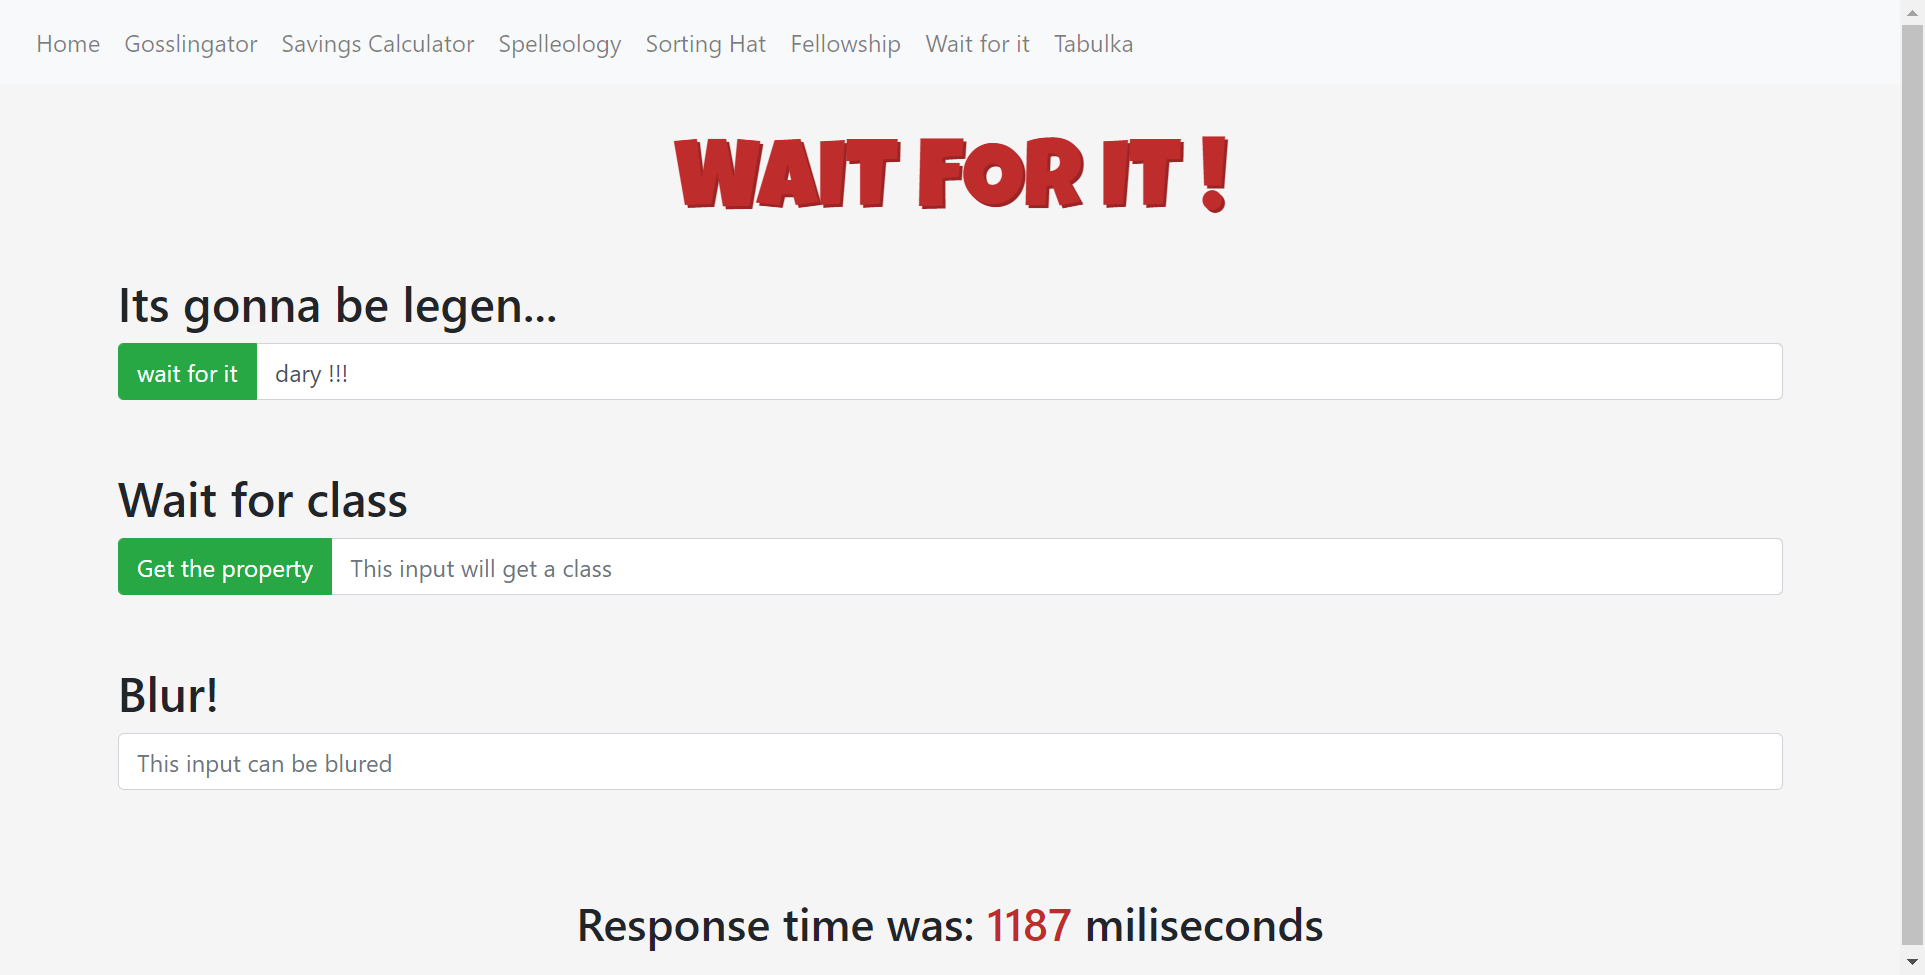 Home Gosslingator Savings Calculator Spelleology Sorting Hat Fellowship Wait for it Tabulka
WAIT FOR IT !
Its gonna be legen...
wait for it dary !!!
Wait for class
Get the property This input will get a class
Blur!
This input can be blured
Response time was: 1187 miliseconds